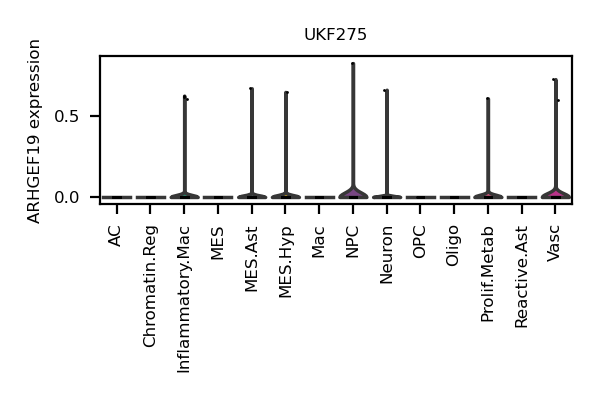 UKF275
ARHGEF19 expression
0.5
0.0
AC
Chromatin.Reg
Inflammatory.Mac
MES
MES.Ast
MES.Hyp
Mac
NPC
Neuron
OPC
Oligo
Prolif.Metab
Reactive.Ast
Vasc